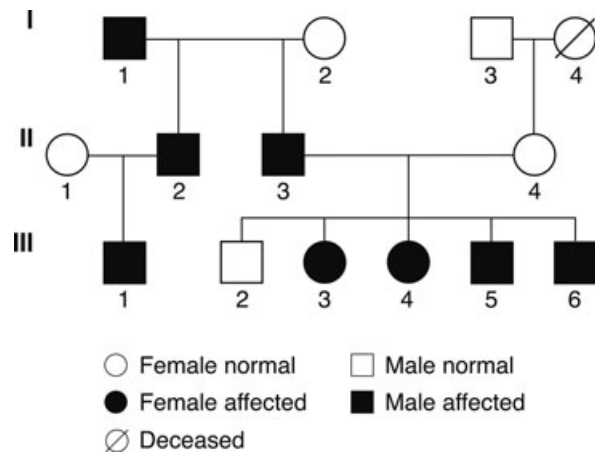 I
1
2
3
4
II
1
2
3
4
III
1
2
3
4
5
6
Female normal
Male normal
Female affected
Male affected
Deceased